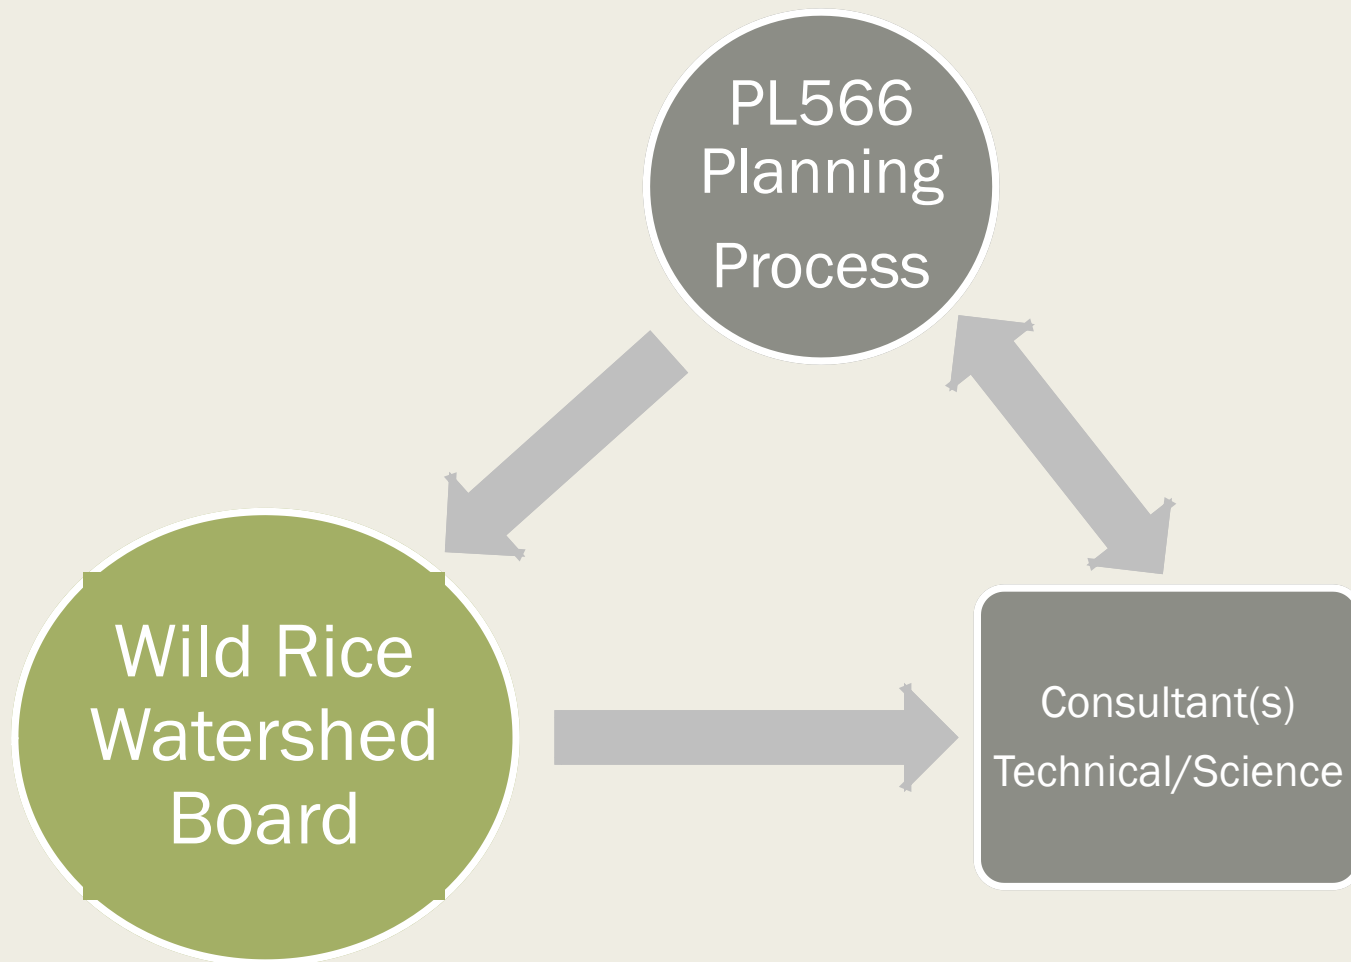 PL566
Planning
Process
Wild Rice
Watershed
Board
Consultant(s)
Technical/Science